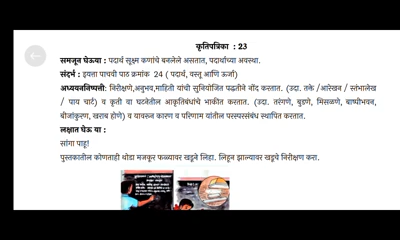 कृतिपत्रिका : 23
समजून घेऊया : पदार्थ सूक्ष्म कणांचे बनलेले असतात, पदार्थाच्या अवस्था.
संदर्भ : इयत्ता पाचवी पाठ क्रमांक 24 ( पदार्थ, वस्तू आणि ऊर्जा)
अध्ययननिष्पत्ती: निरीक्षणे,अनुभव,माहिती यांची सुनियोजित पद्धतीने नोंद करतात. (उदा. तक्ते /आरेखन / स्तंभालेख
/ पाय चार्ट) व कृती वा घटनेतील आकृतिबंधांचे भाकीत करतात. (उदा. तरंगणे, बुडणे, मिसळणे, बाष्पीभवन,
बीजांकुरण, खराब होणे) व यावरून कारण व परिणाम यांतील परस्परसंबंध स्थापित करतात.
लक्षात घेऊ या :
सांगा पाहू!
पुस्तकातील कोणताही थोडा मजकूर फळ्यावर खडूने लिहा. लिहून झाल्यावर खडूचे निरीक्षण करा.